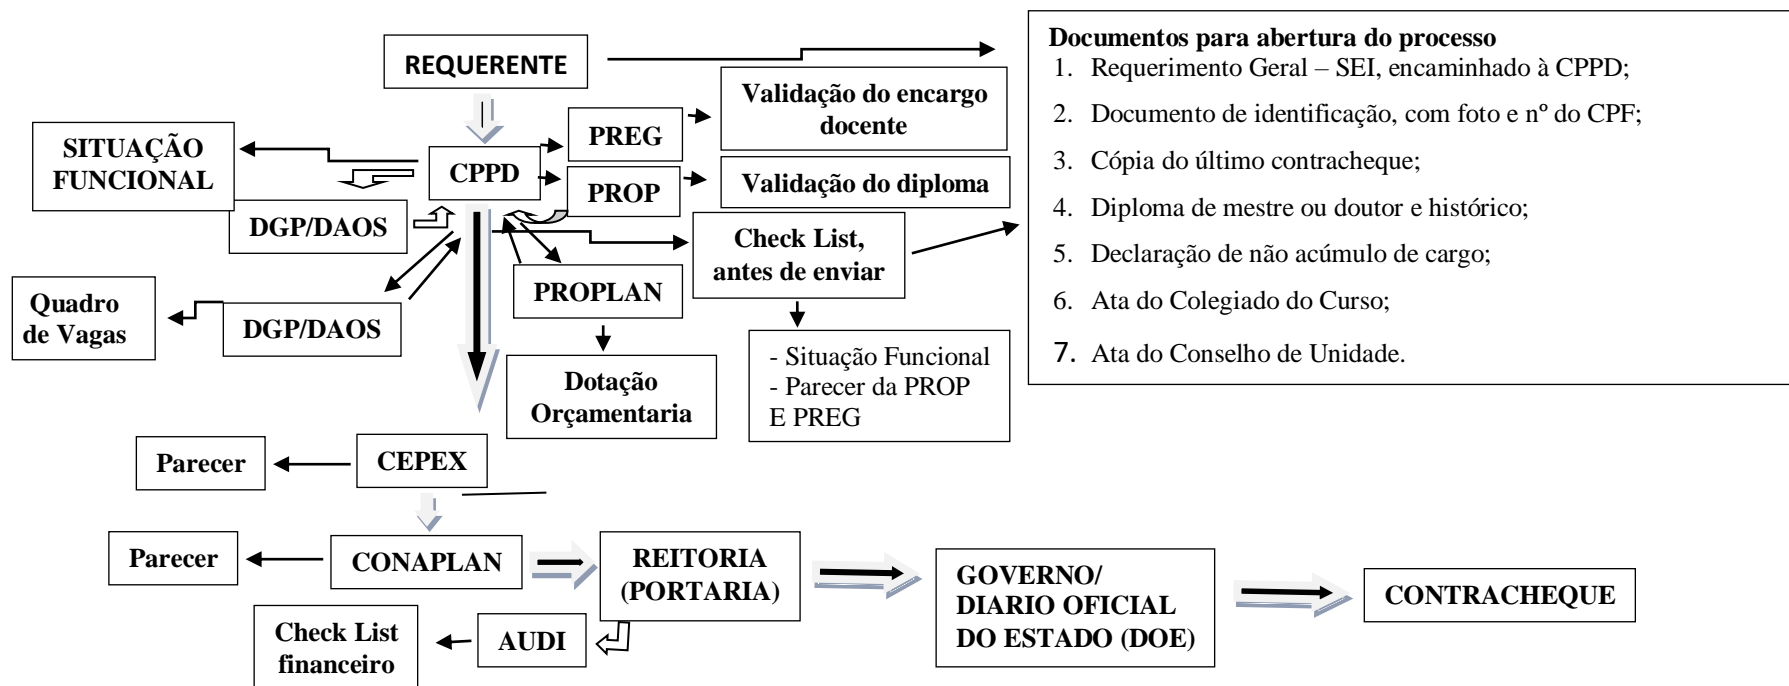 REQUERENTE
Documentos para abertura do processo
1. Requerimento Geral – SEI, encaminhado à CPPD;
2. Documento de identificação, com foto e nº do CPF;
3. Cópia do último contracheque;
4. Diploma de mestre ou doutor e histórico;
5. Declaração de não acúmulo de cargo;
6. Ata do Colegiado do Curso;
7. Ata do Conselho de Unidade.
Validação do encargo
docente
PREG
SITUAÇÃO
FUNCIONAL
CPPD
PROP
Validação do diploma
DGP/DAOS
Check List,
antes de enviar
PROPLAN
Quadro
de Vagas
DGP/DAOS
- Situação Funcional
- Parecer da PROP
E PREG
Dotação
Orçamentaria
Parecer
CEPEX
Parecer
CONAPLAN
REITORIA
(PORTARIA)
GOVERNO/
DIARIO OFICIAL
DO ESTADO (DOE)
CONTRACHEQUE
Check List
financeiro
AUDI